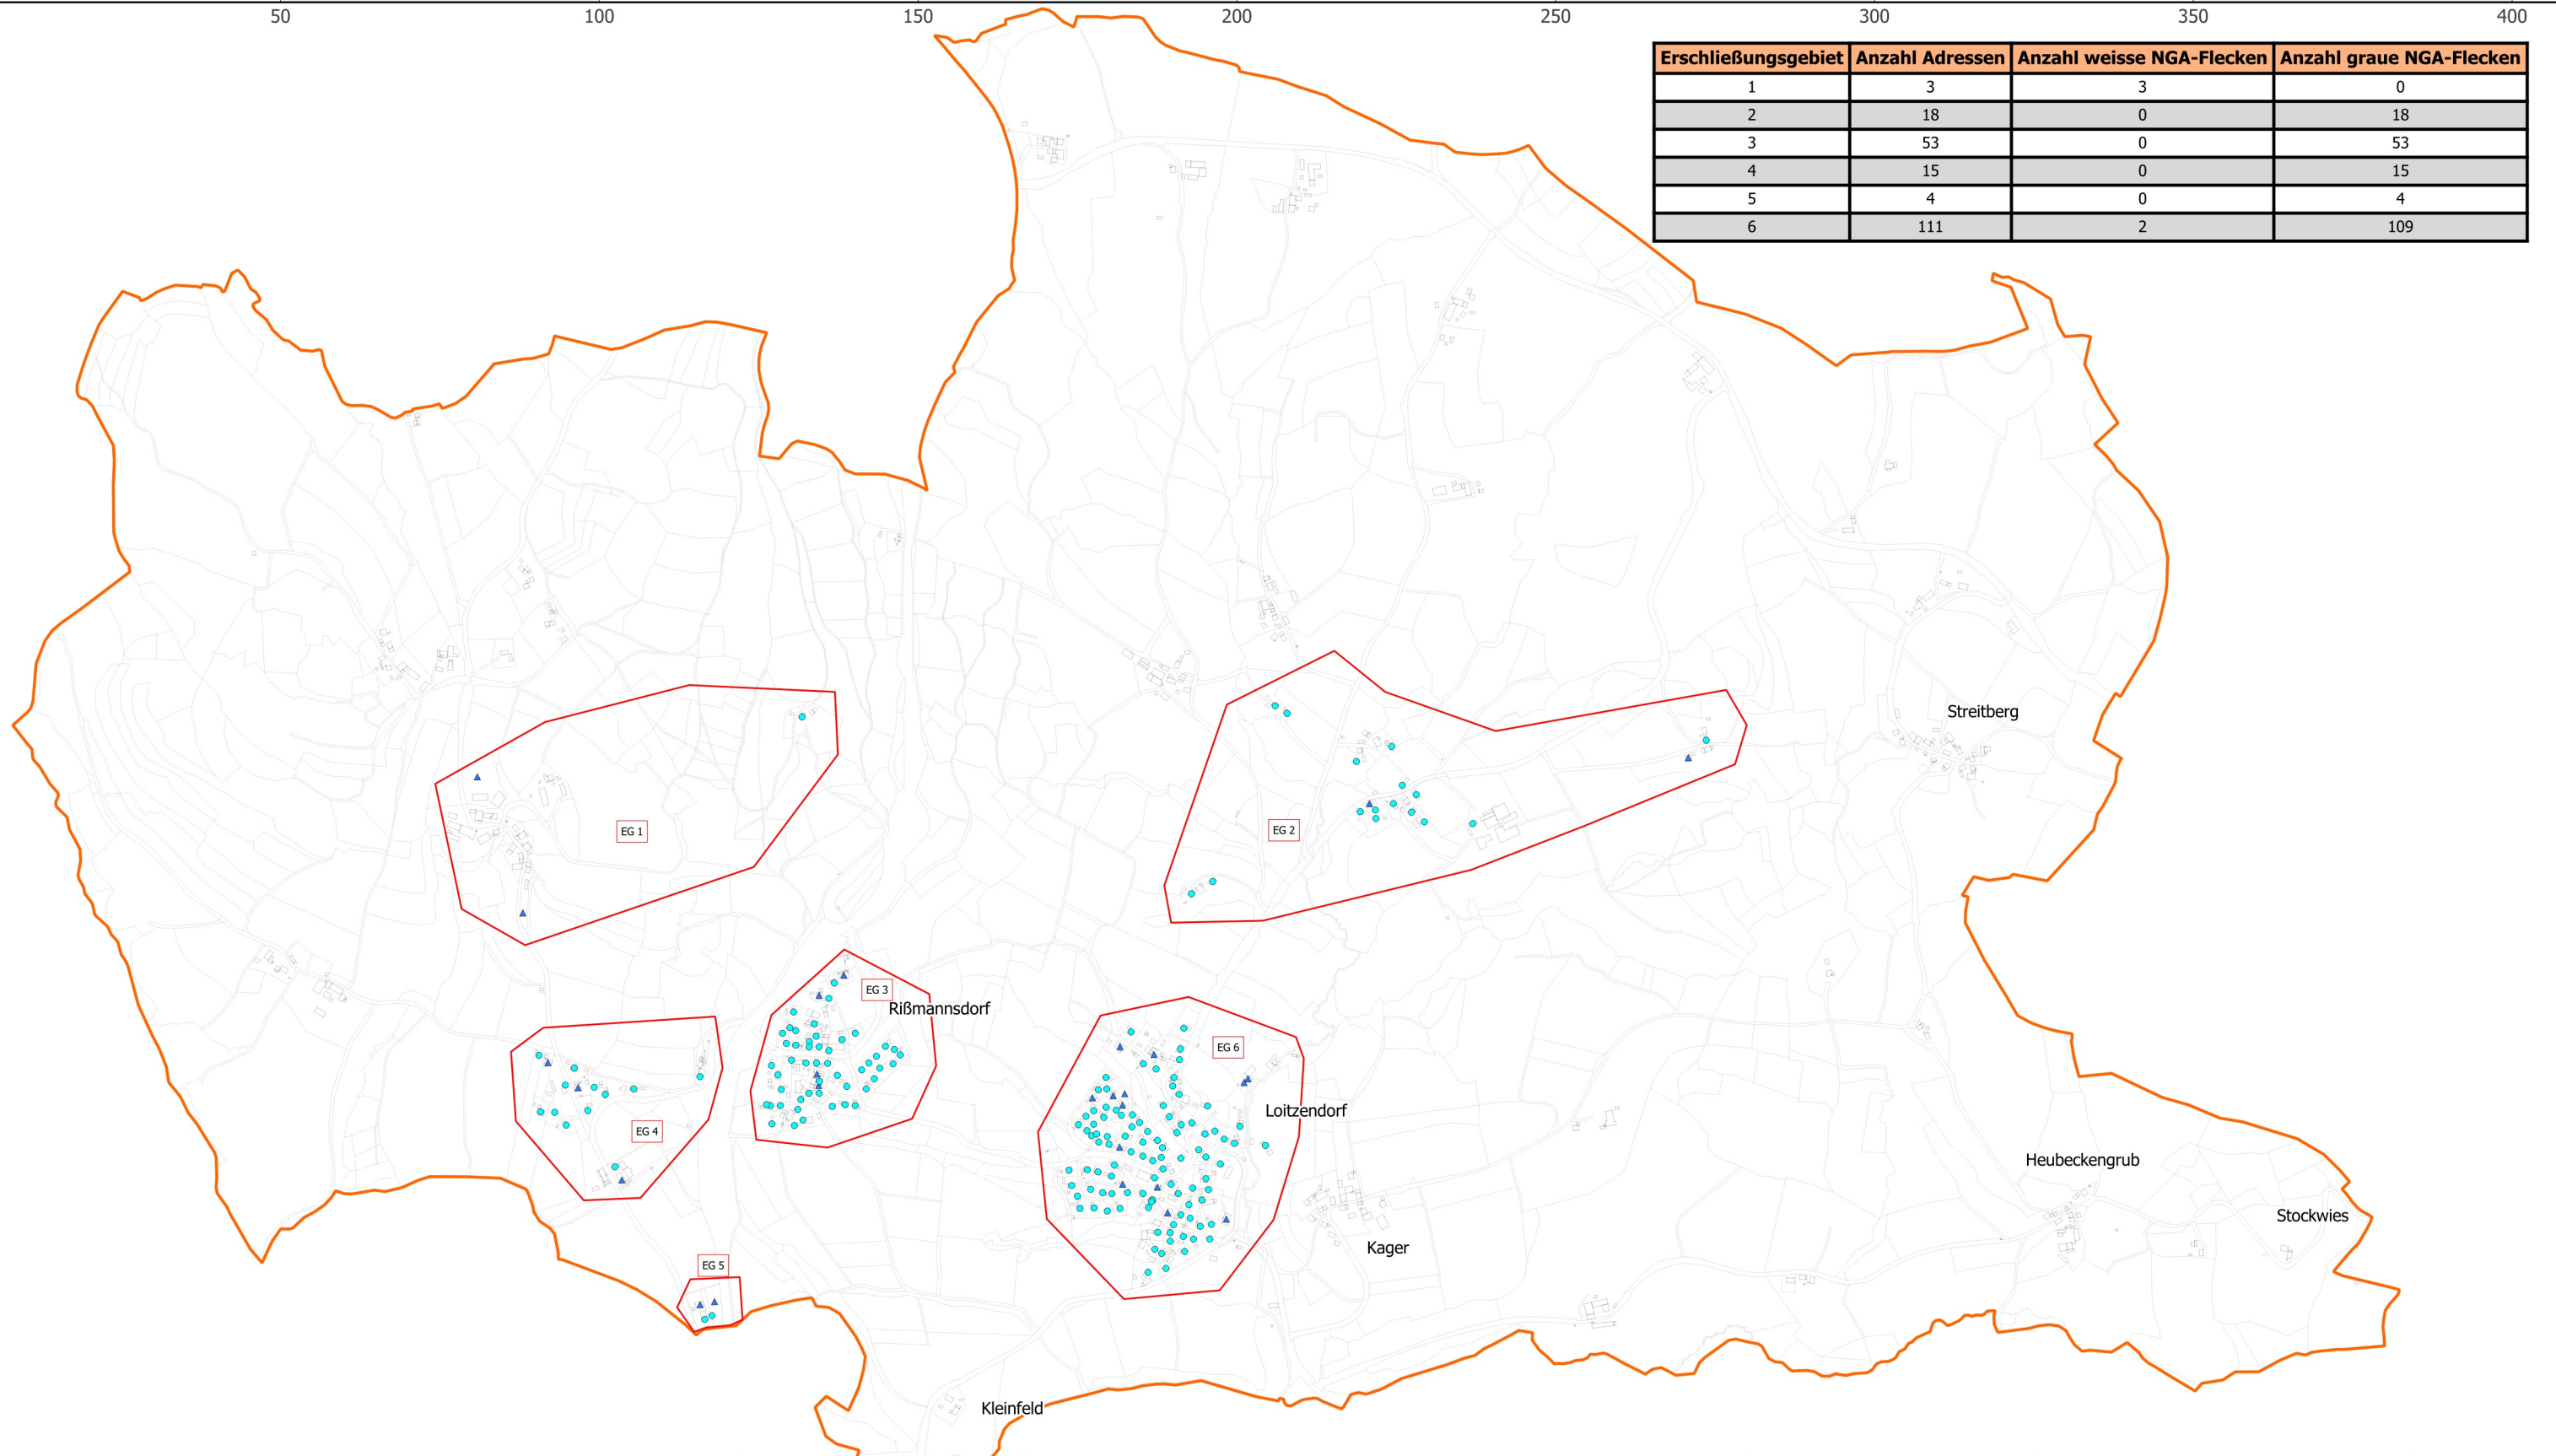 50 100 150 200 250 300 350 400
Erschließungsgebiet Anzahl Adressen Anzahl weisse NGA-Flecken Anzahl graue NGA-Flecken
1 3 3 0
2 18 0 18
3 53 0 53
4 15 0 15
5 4 0 4
6 111 2 109
Streitberg
EG 1
EG 2
EG 3
Rißmannsdorf
EG 6
Loitzendorf
EG 4
Heubeckengrub
Stockwies
Kager
EG 5
Kleinfeld